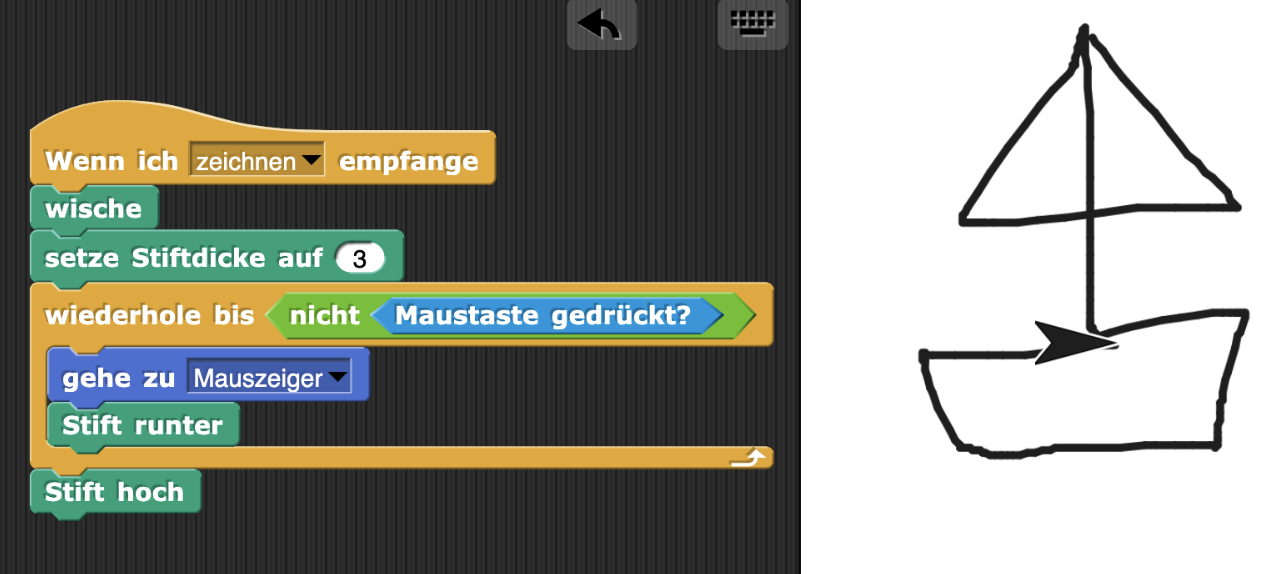 Wenn ich zeichnen empfange
wische
setze Stiftdicke auf 3
wiederhole bis nicht Maustaste gedrückt?
gehe zu Mauszeiger
Stift runter
Stift hoch